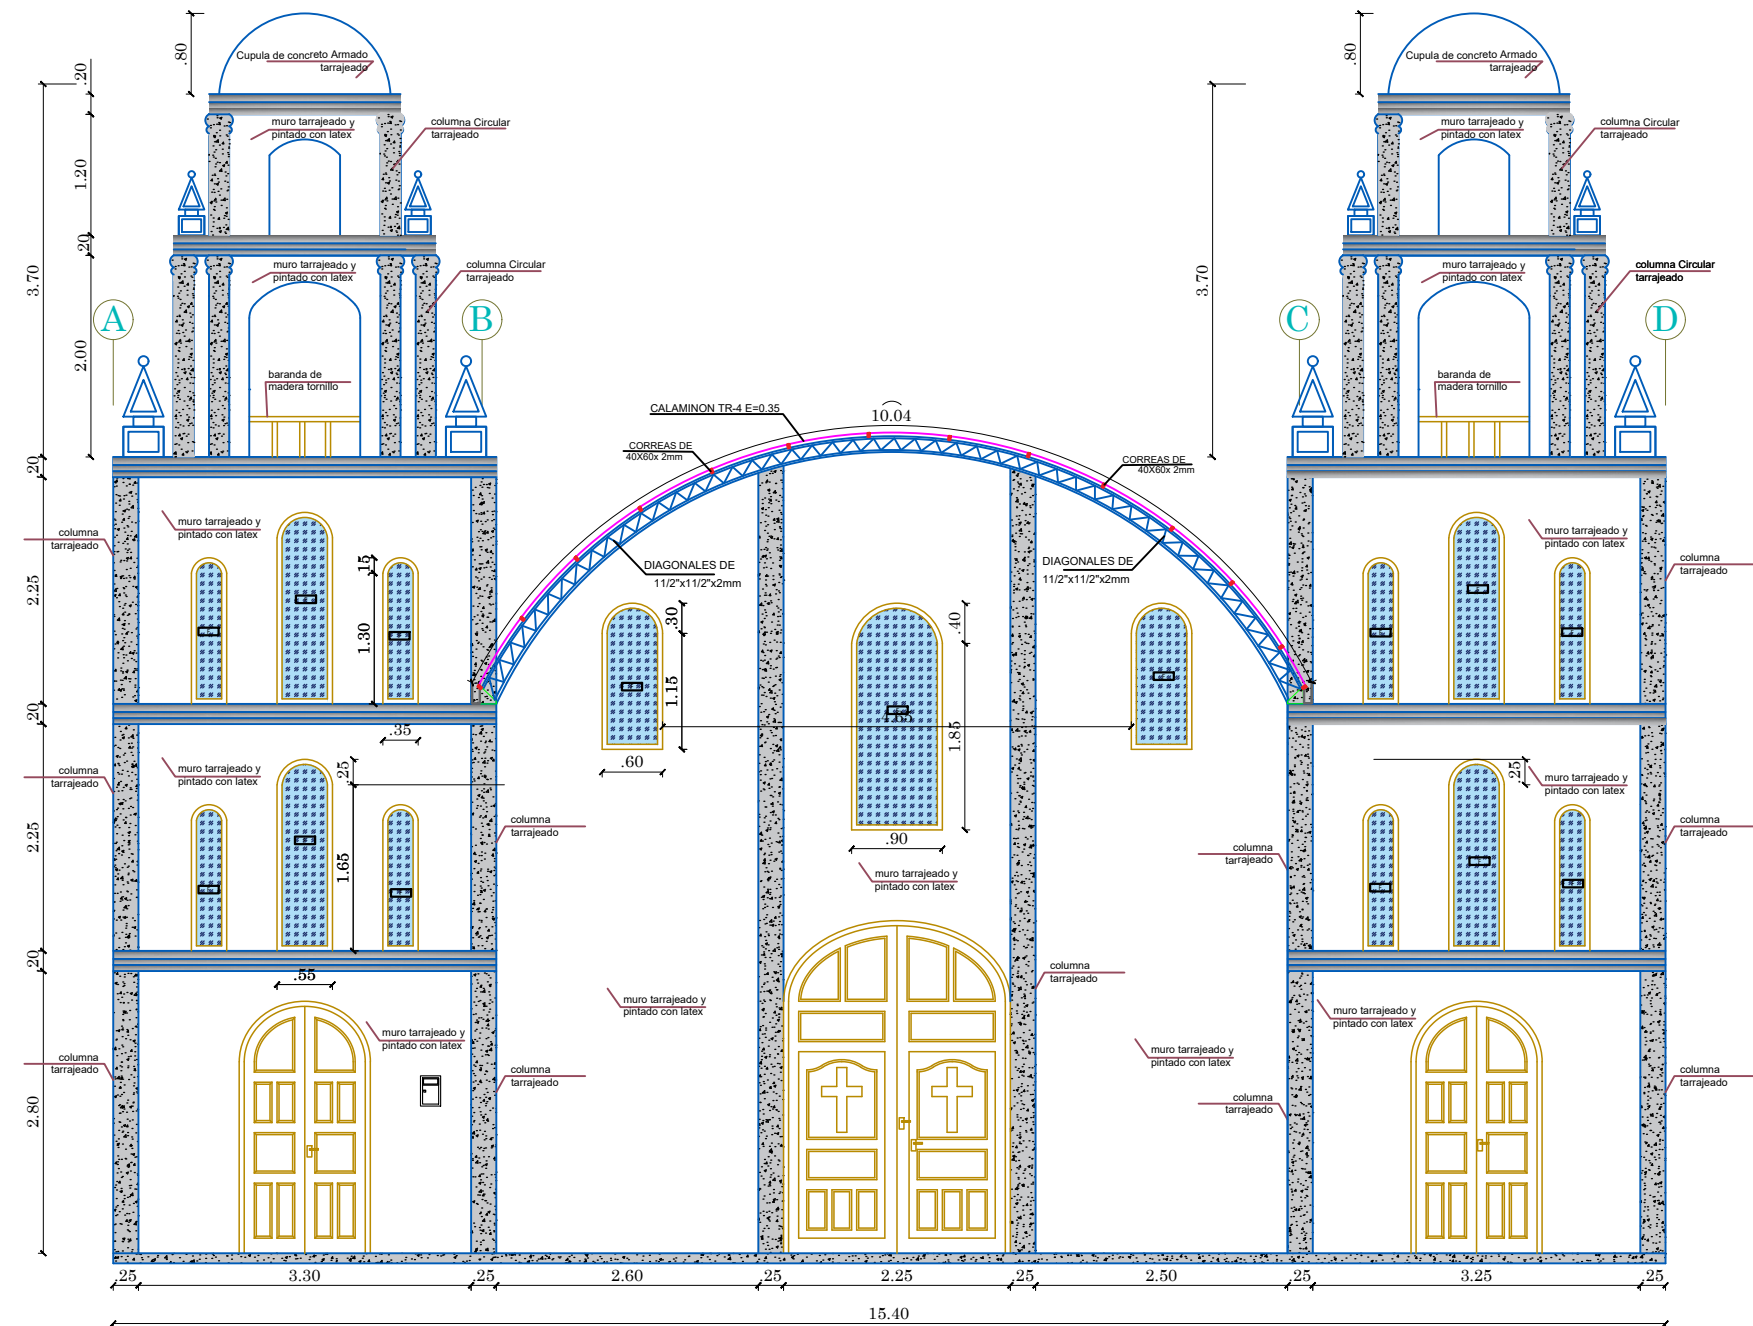 .80
.80
Cupula de concreto Armado
tarrajeado
Cupula de concreto Armado
tarrajeado
.20
muro tarrajeado y
pintado con latex
columna Circular
tarrajeado
muro tarrajeado y
pintado con latex
columna Circular
tarrajeado
1.20
.20
muro tarrajeado y
pintado con latex
columna Circular
tarrajeado
muro tarrajeado y
pintado con latex
columna Circular
tarrajeado
3.70
3.70
A
B
C
D
2.00
baranda de
madera tornillo
baranda de
madera tornillo
CALAMINON TR-4 E=0.35
10.04
CORREAS DE
40X60x 2mm
CORREAS DE
40X60x 2mm
.20
muro tarrajeado y
pintado con latex
muro tarrajeado y
pintado con latex
columna
tarrajeado
columna
tarrajeado
.15
DIAGONALES DE
11/2"x11/2"x2mm
DIAGONALES DE
11/2"x11/2"x2mm
2.25
1.30
.30
1.15
.40
1.85
.20
.35
.60
muro tarrajeado y
pintado con latex
.25
columna
tarrajeado
.25
muro tarrajeado y
pintado con latex
columna
tarrajeado
columna
tarrajeado
2.25
1.65
.90
columna
tarrajeado
muro tarrajeado y
pintado con latex
.20
.55
columna
tarrajeado
muro tarrajeado y
pintado con latex
muro tarrajeado y
pintado con latex
muro tarrajeado y
pintado con latex
muro tarrajeado y
pintado con latex
columna
tarrajeado
columna
tarrajeado
columna
tarrajeado
columna
tarrajeado
2.80
.25
3.30
.25
2.60
.25
2.25
.25
2.50
.25
3.25
.25
15.40